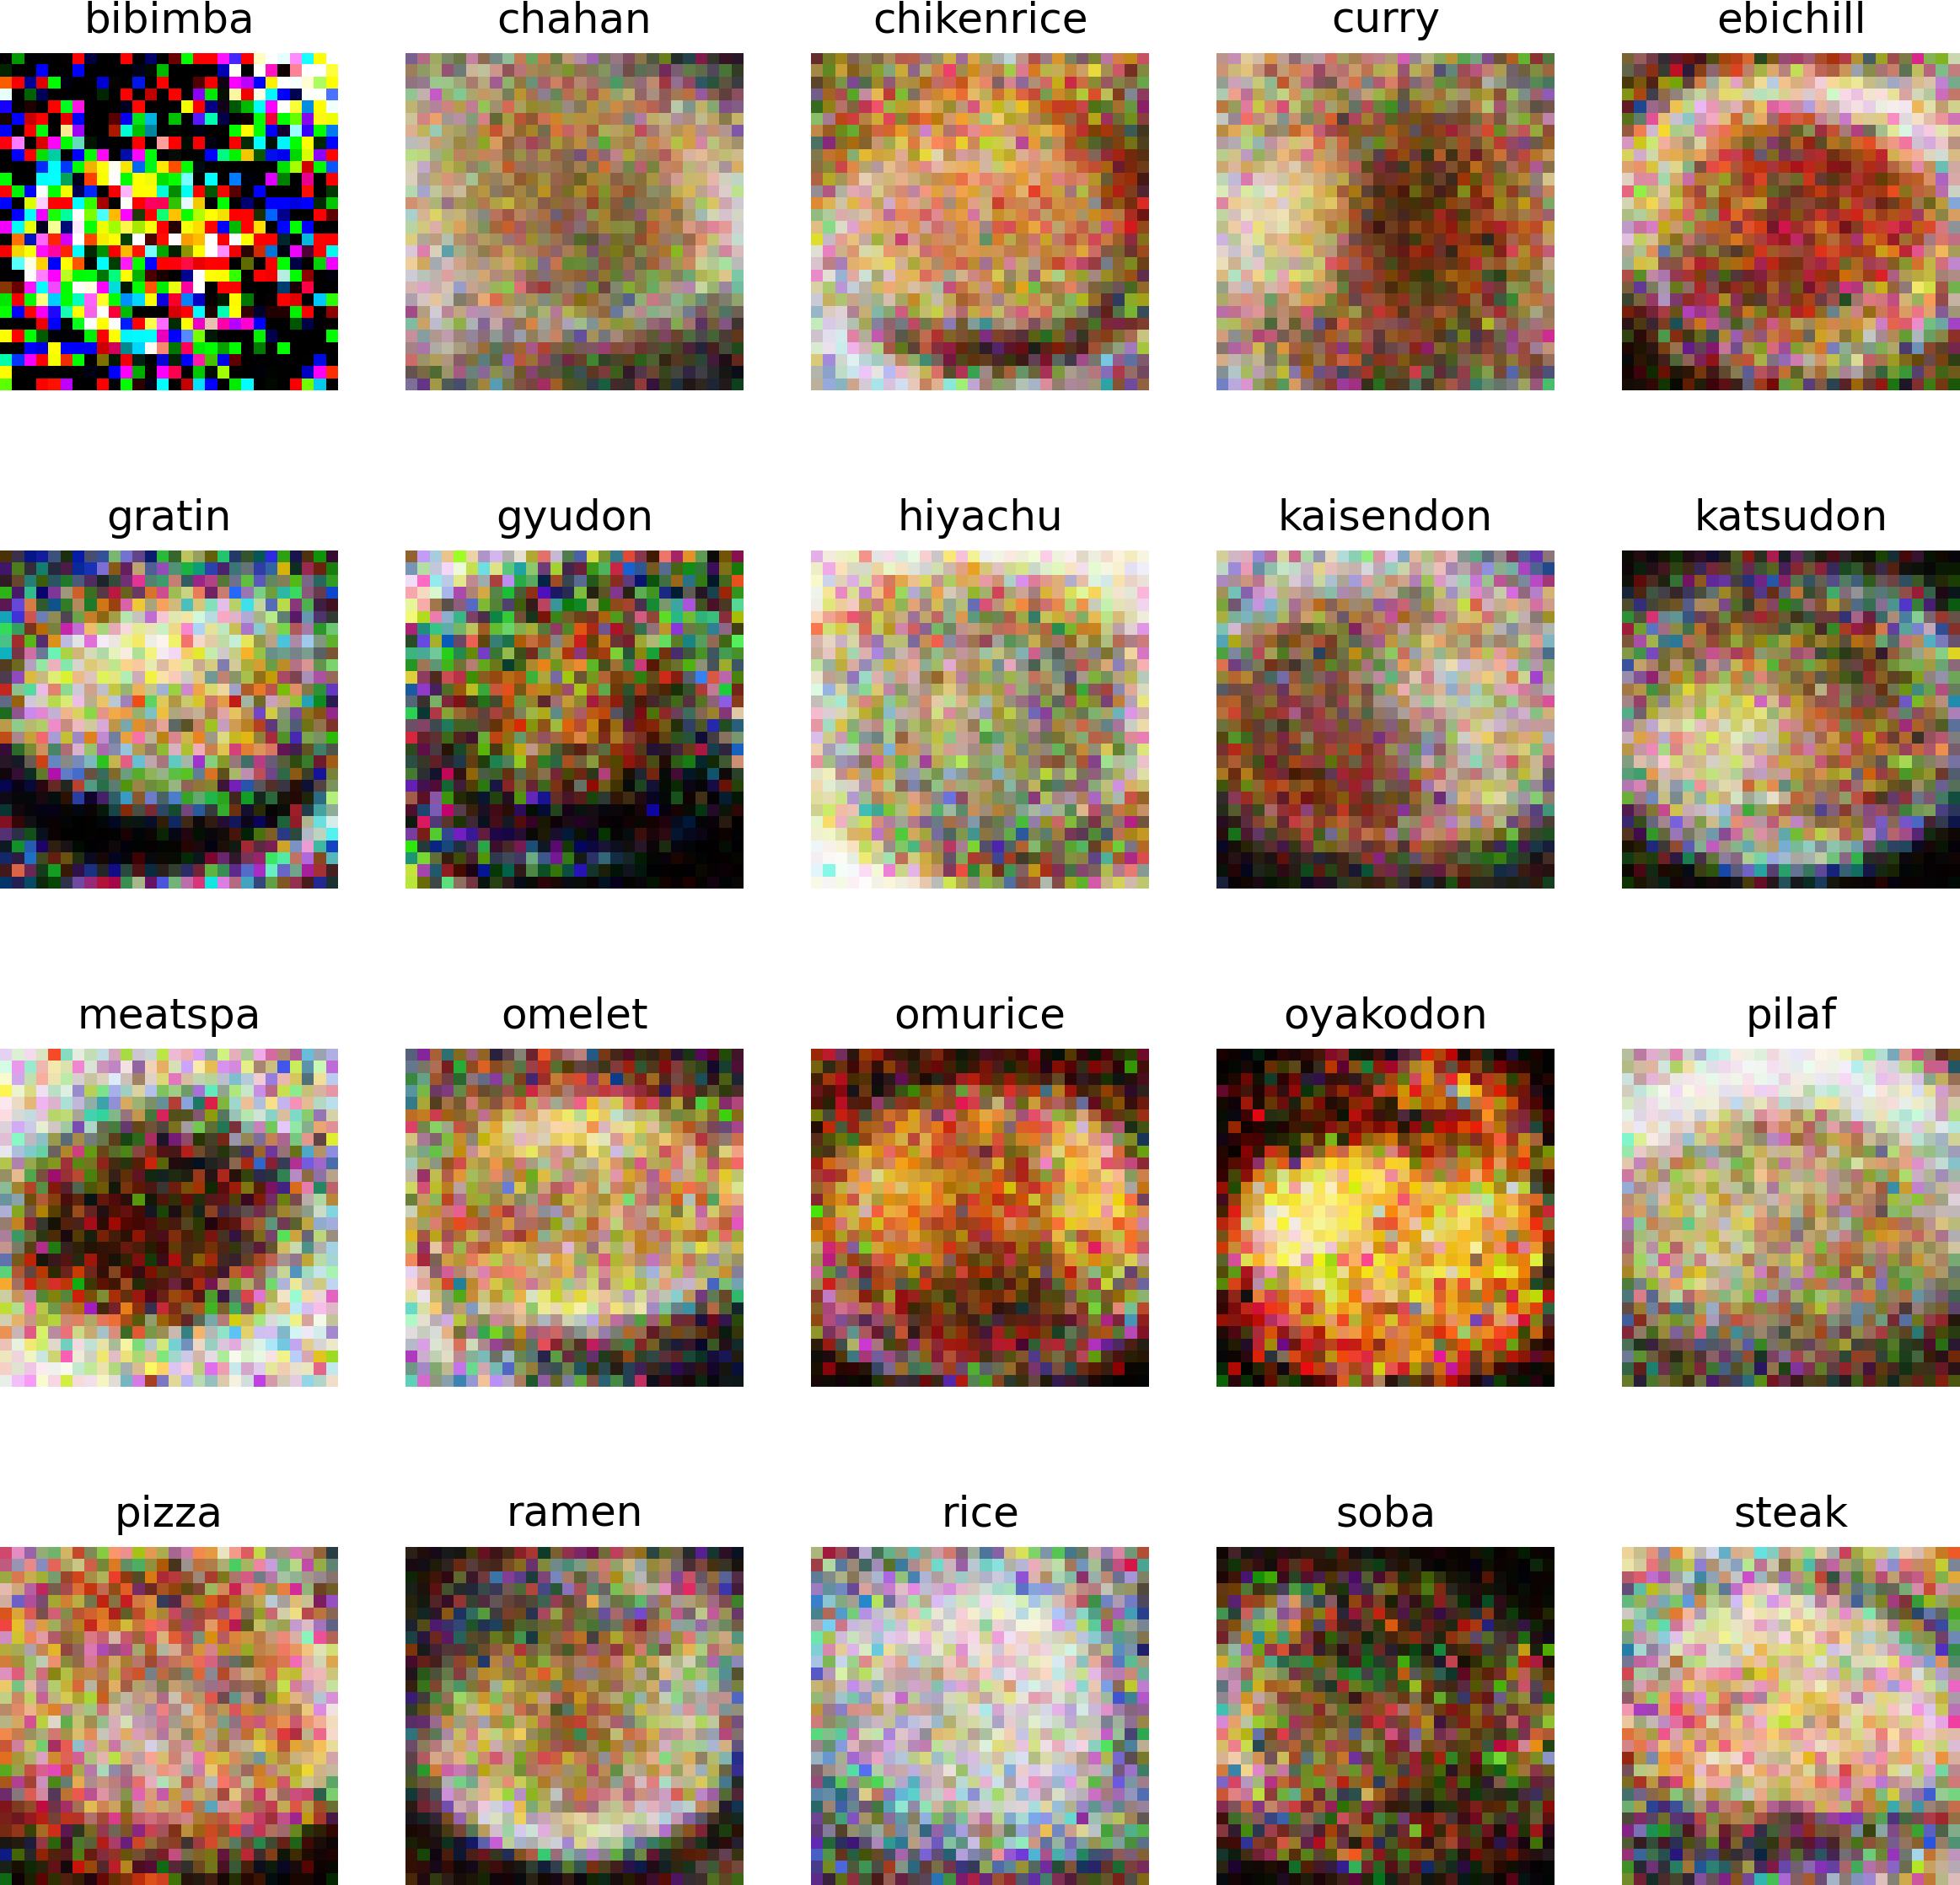 bibimba
chahan
chikenrice
curry
ebichill
gratin
gyudon
hiyachu
kaisendon
katsudon
meatspa
omelet
omurice
oyakodon
pilaf
pizza
ramen
rice
soba
steak